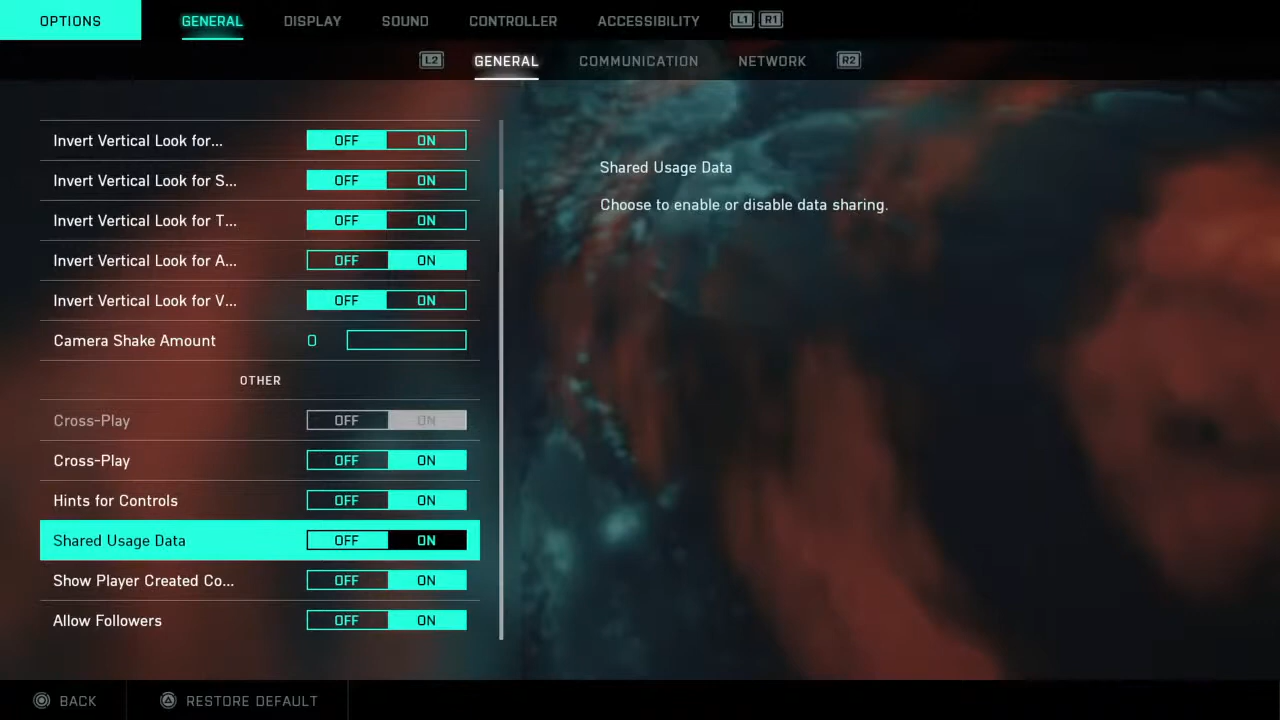 OPTIONS GENERAL DISPLAY SOUND CONTROLLER ACCESSIBILITY L1 R1
L2 GENERAL COMMUNICATION NETWORK R2
Invert Vertical Look for... OFF ON
Invert Vertical Look for S... OFF ON
Invert Vertical Look for T... OFF ON
Invert Vertical Look for A... OFF ON
Invert Vertical Look for V... OFF ON
Camera Shake Amount 0
OTHER
Cross-Play OFF ON
Cross-Play OFF ON
Hints for Controls OFF ON
Shared Usage Data OFF ON
Show Player Created Co... OFF ON
Allow Followers OFF ON
Shared Usage Data
Choose to enable or disable data sharing.
BACK RESTORE DEFAULT